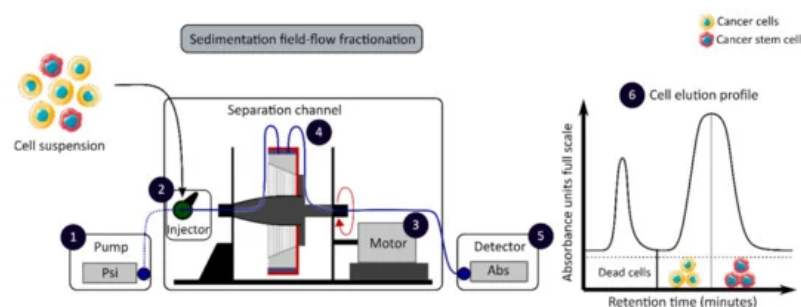 Sedimentation field-flow fractionation
Cancer cells
Cancer stem cell
Cell suspension
Separation channel
4
2
Injector
1
Pump
Psi
3
Motor
Detector
5
Abs
6 Cell elution profile
Absorbance units full scale
Dead cells
Retention time (minutes)